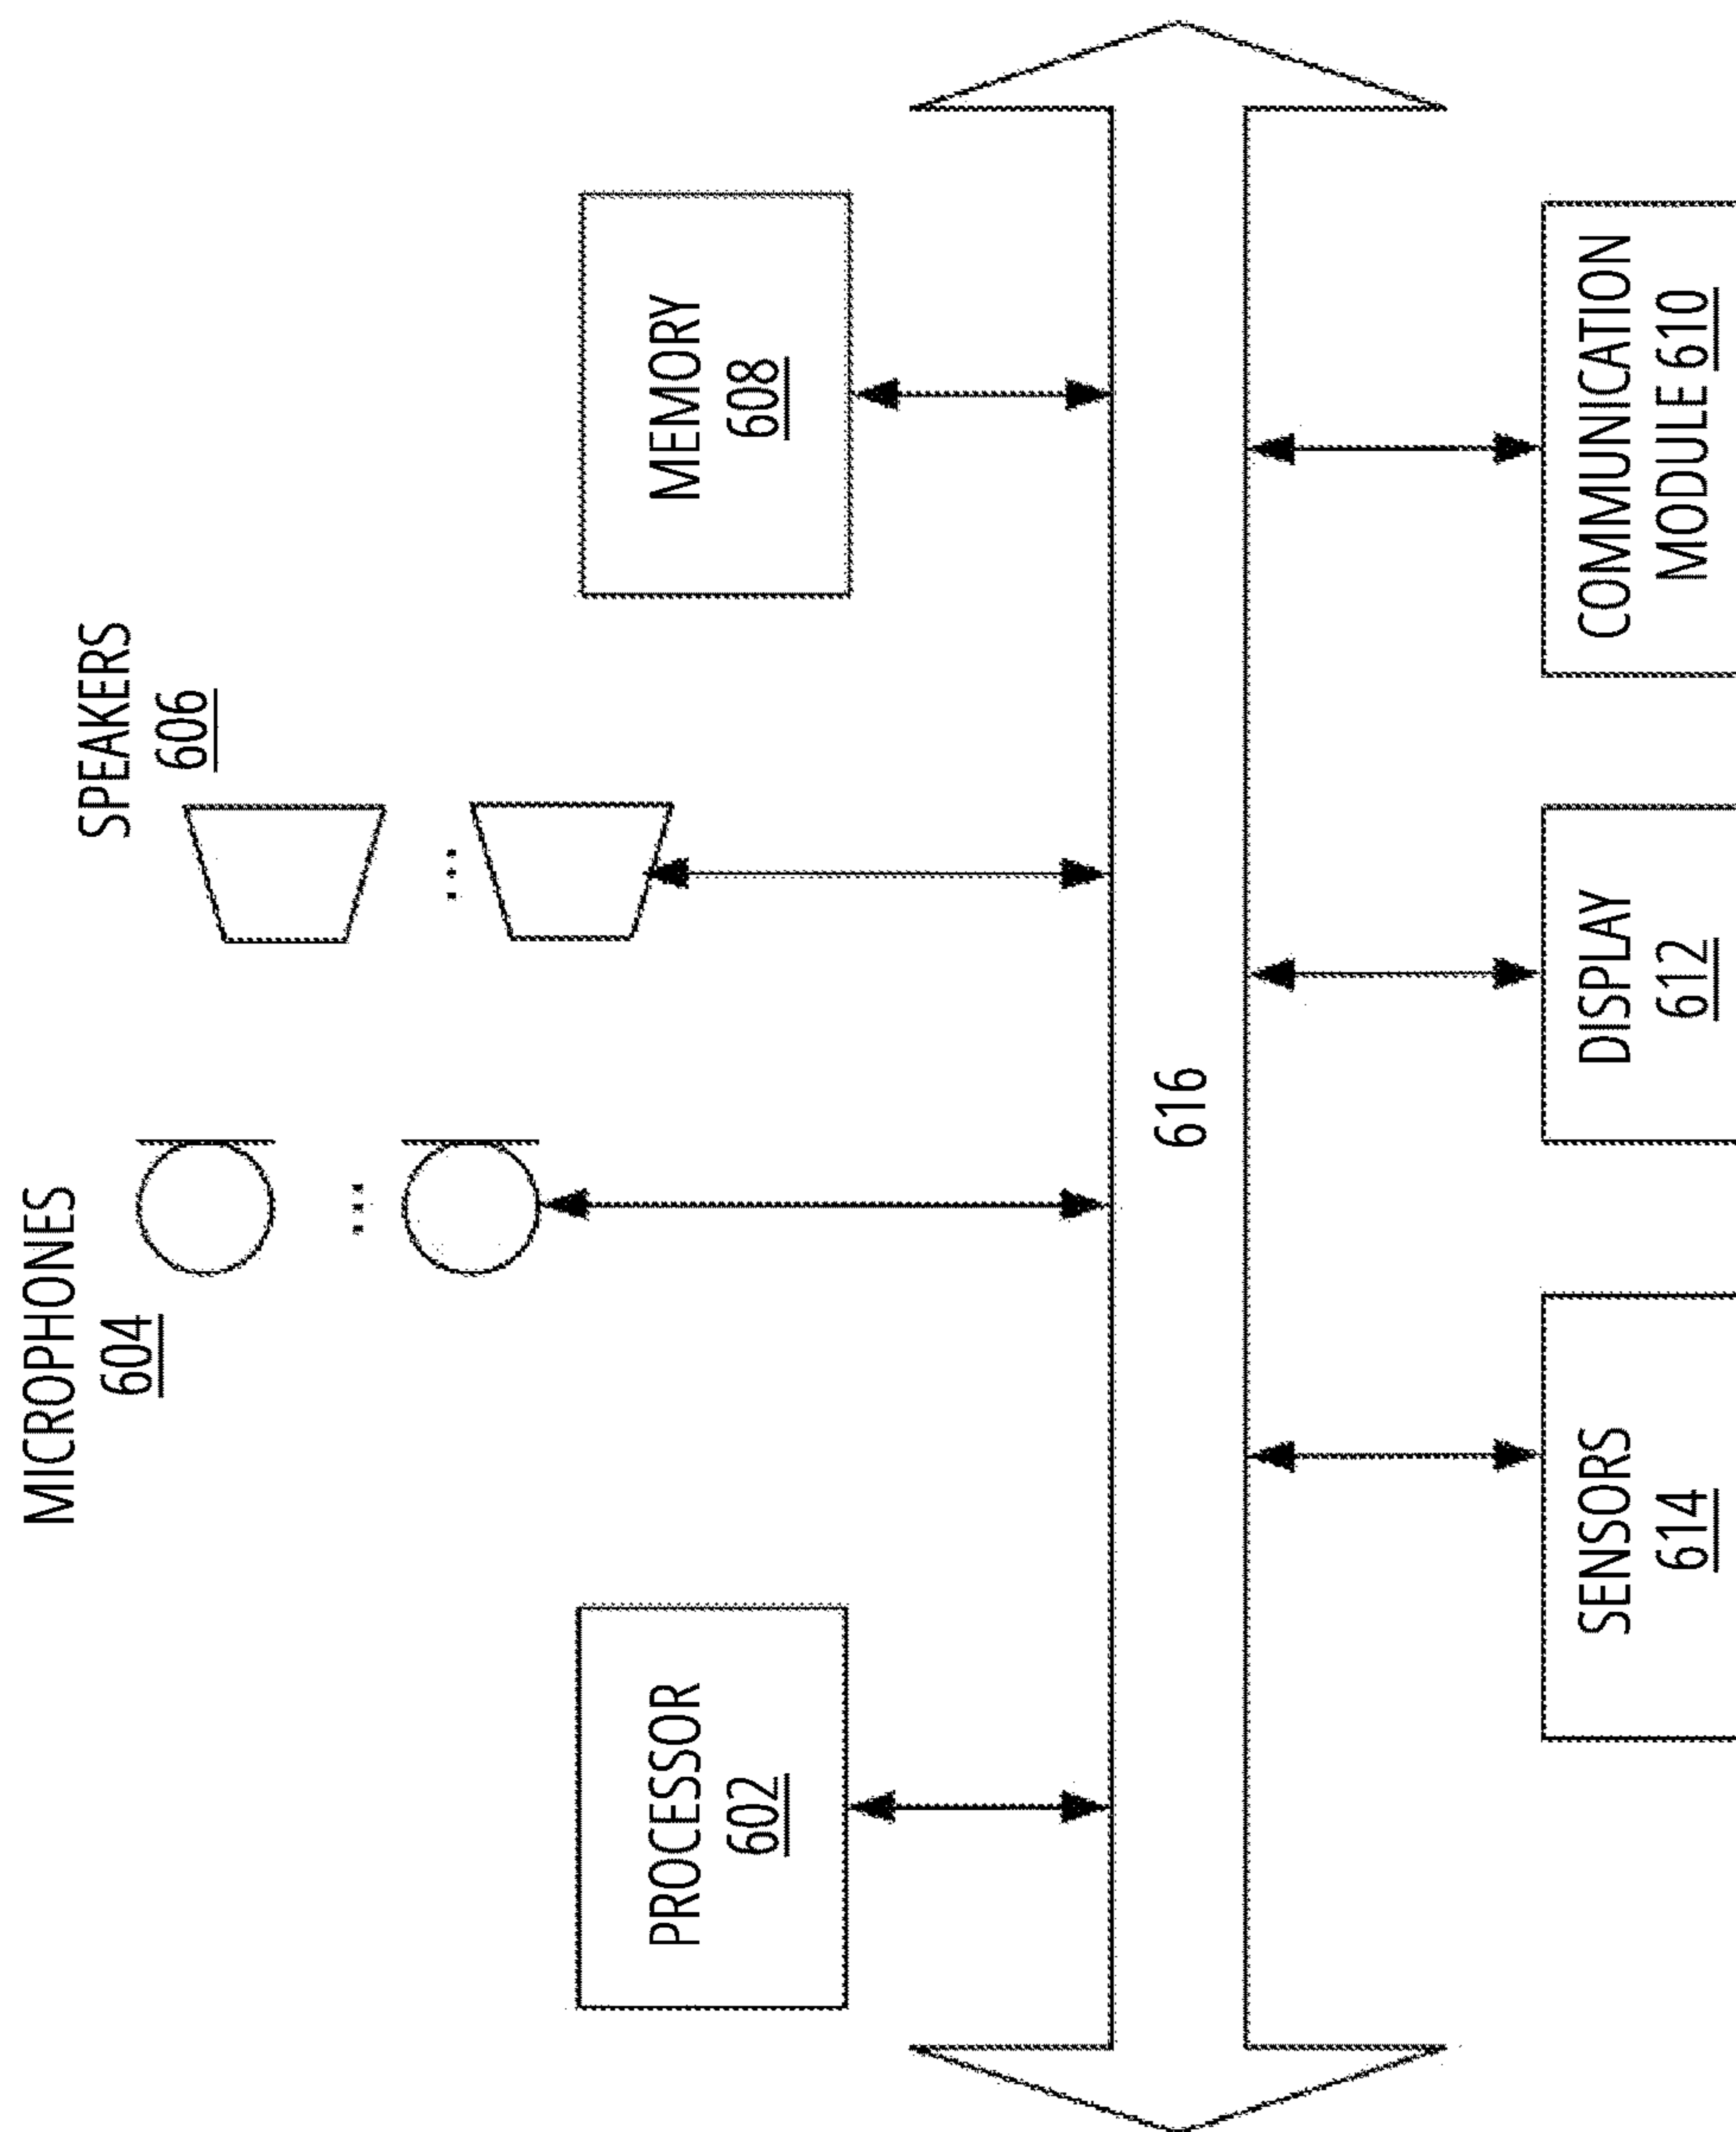 MICROPHONES
604
SPEAKERS
606
PROCESSOR
602
MEMORY
608
616
SENSORS
614
DISPLAY
612
COMMUNICATION
MODULE 610